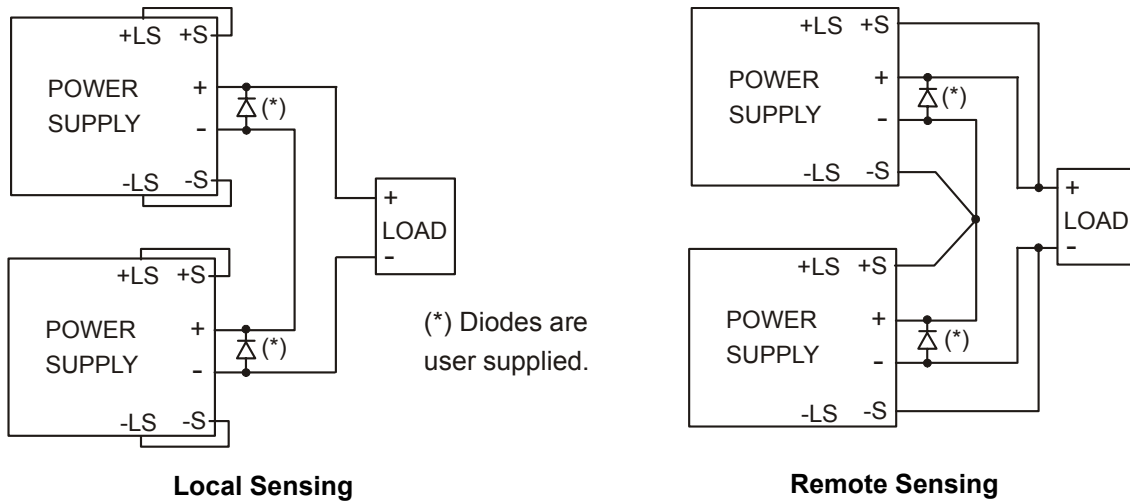 +LS +S
POWER
SUPPLY
+
-
(*)
-LS -S
+LS +S
POWER
SUPPLY
+
-
(*)
-LS -S
+
LOAD
-
(*) Diodes are
user supplied.
Local Sensing
+LS +S
POWER
SUPPLY
+
-
(*)
-LS -S
+LS +S
POWER
SUPPLY
+
-
(*)
-LS -S
+
LOAD
-
Remote Sensing